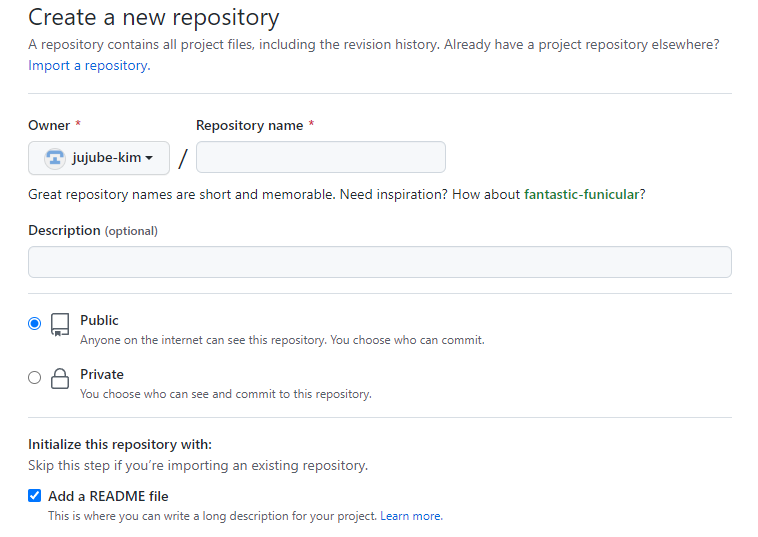 Create a new repository
A repository contains all project files, including the revision history. Already have a project repository elsewhere?
Import a repository.
Owner * Repository name *
jujube-kim /
Great repository names are short and memorable. Need inspiration? How about fantastic-funicular?
Description (optional)
Public
Anyone on the internet can see this repository. You choose who can commit.
Private
You choose who can see and commit to this repository.
Initialize this repository with:
Skip this step if you’re importing an existing repository.
Add a README file
This is where you can write a long description for your project. Learn more.